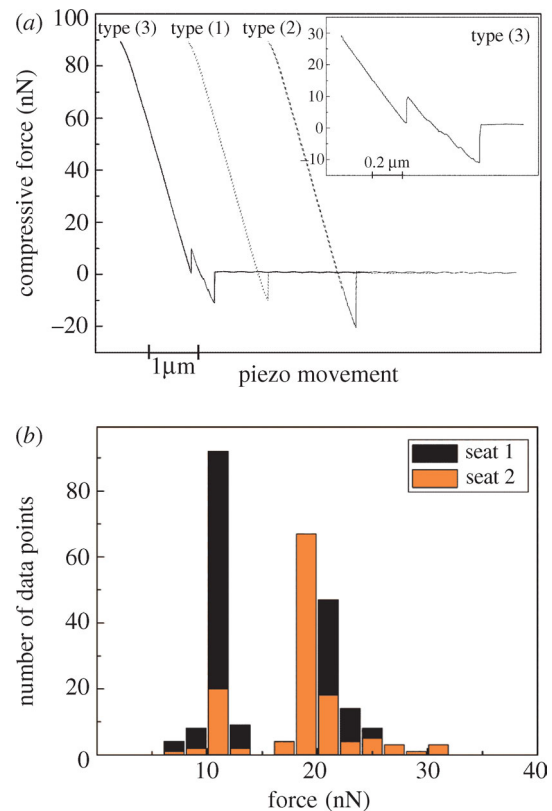 (a)
100
80
60
40
20
0
−20
compressive force (nN)
type (3) type (1) type (2)
type (3)
30
20
10
0
−10
0.2 µm
1µm
piezo movement
(b)
seat 1
seat 2
80
60
40
20
0
number of data points
10 20 30 40
force (nN)